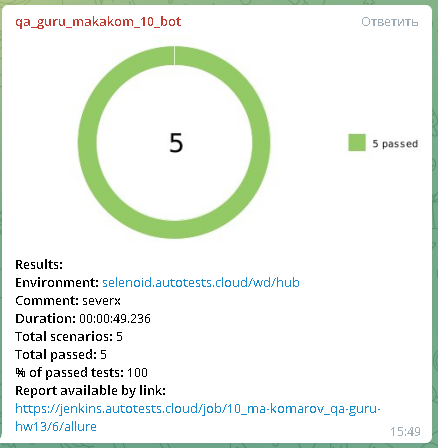 qa_guru_makakom_10_bot Ответить
5
5 passed
Results:
Environment: selenoid.autotests.cloud/wd/hub
Comment: severx
Duration: 00:00:49.236
Total scenarios: 5
Total passed: 5
% of passed tests: 100
Report available by link:
https://jenkins.autotests.cloud/job/10_ma-komarov_qa-guru-
hw13/6/allure
15:49